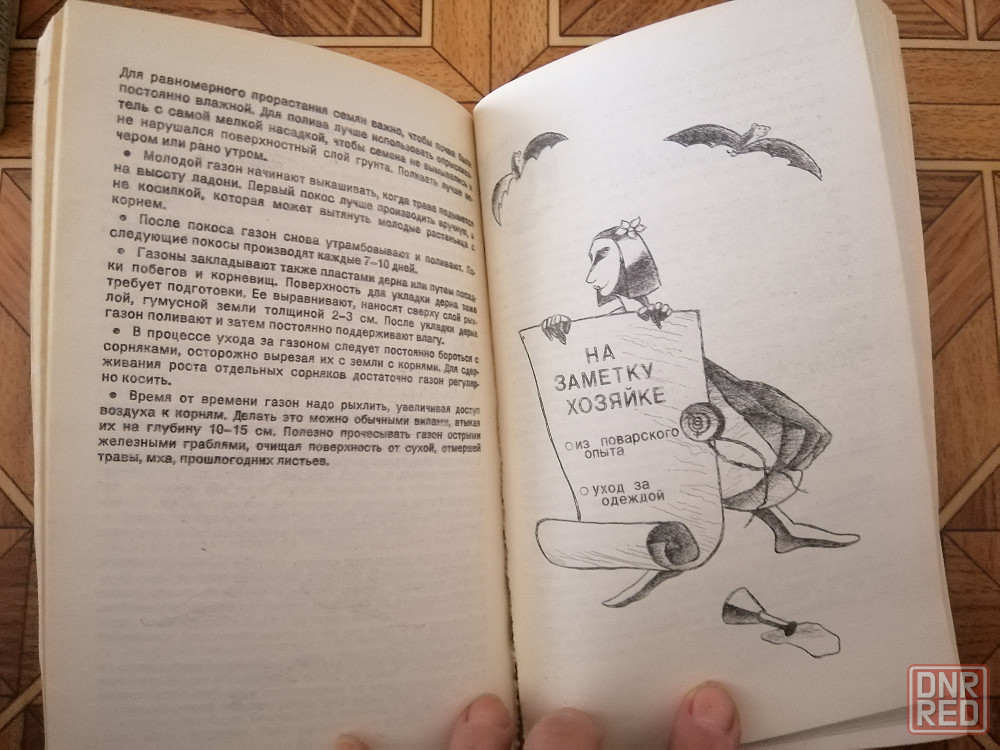 Для равномерного прорастания семян важно, чтобы почва была
постоянно влажной. Для полива лучше использовать опрыскива-
тель с самой мелкой насадкой, чтобы семена не вымывались и
не нарушался поверхностный слой грунта. Поливать лучше ве-
чером или рано утром.
• Молодой газон начинают выкашивать, когда трава подымется
на высоту ладони. Первый покос лучше производить вручную, а
не косилкой, которая может вытянуть молодые растеньица с
корнем.
• После покоса газон снова утрамбовывают и поливают. По-
следующие покосы производят каждые 7–10 дней.
• Газоны закладывают также пластами дерна или путем посад-
ки побегов и корневищ. Поверхность для укладки дерна тоже
требует подготовки. Ее выравнивают, наносят сверху слой рых-
лой, гумусной земли толщиной 2–3 см. После укладки дерна
газон поливают и затем постоянно поддерживают влагу.
• В процессе ухода за газоном следует постоянно бороться с
сорняками, осторожно вырезая их с земли с корнями. Для сдер-
живания роста отдельных сорняков достаточно газон регуляр-
но косить.
• Время от времени газон надо рыхлить, увеличивая доступ
воздуха к корням. Делать это можно обычными вилами, втыкая
их на глубину 10–15 см. Полезно прочесывать газон острыми
железными граблями, очищая поверхность от сухой, отмершей
травы, мха, прошлогодних листьев.
НА
ЗАМЕТКУ
ХОЗЯЙКЕ
из поварского
опыта
уход за
одеждой
DNR
RED